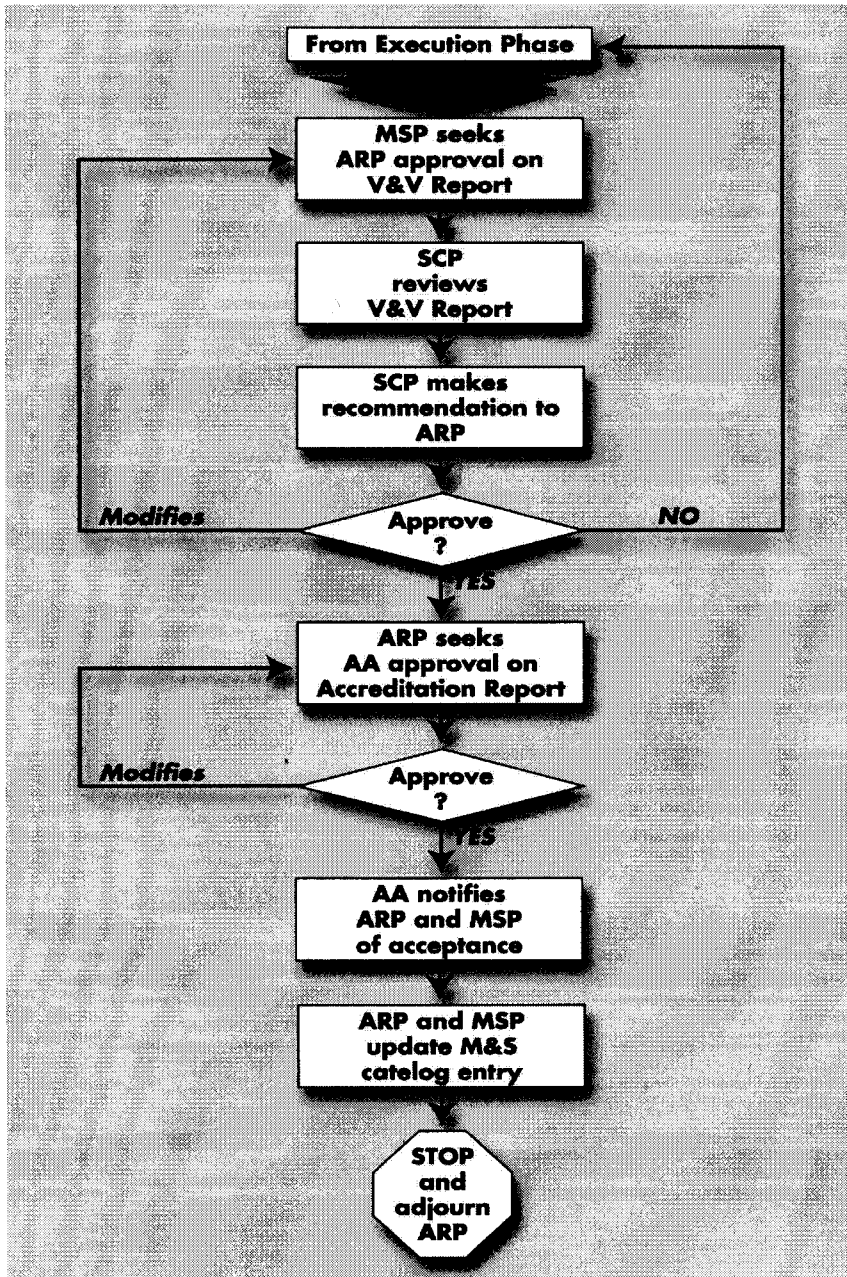 From Execution Phase
MSP seeks
ARP approval on
V&V Report
SCP
reviews
V&V Report
SCP makes
recommendation to
ARP
Modifies
Approve
?
NO
YES
ARP seeks
AA approval on
Accreditation Report
Modifies
Approve
?
YES
AA notifies
ARP and MSP
of acceptance
ARP and MSP
update M&S
catelog entry
STOP
and
adjourn
ARP